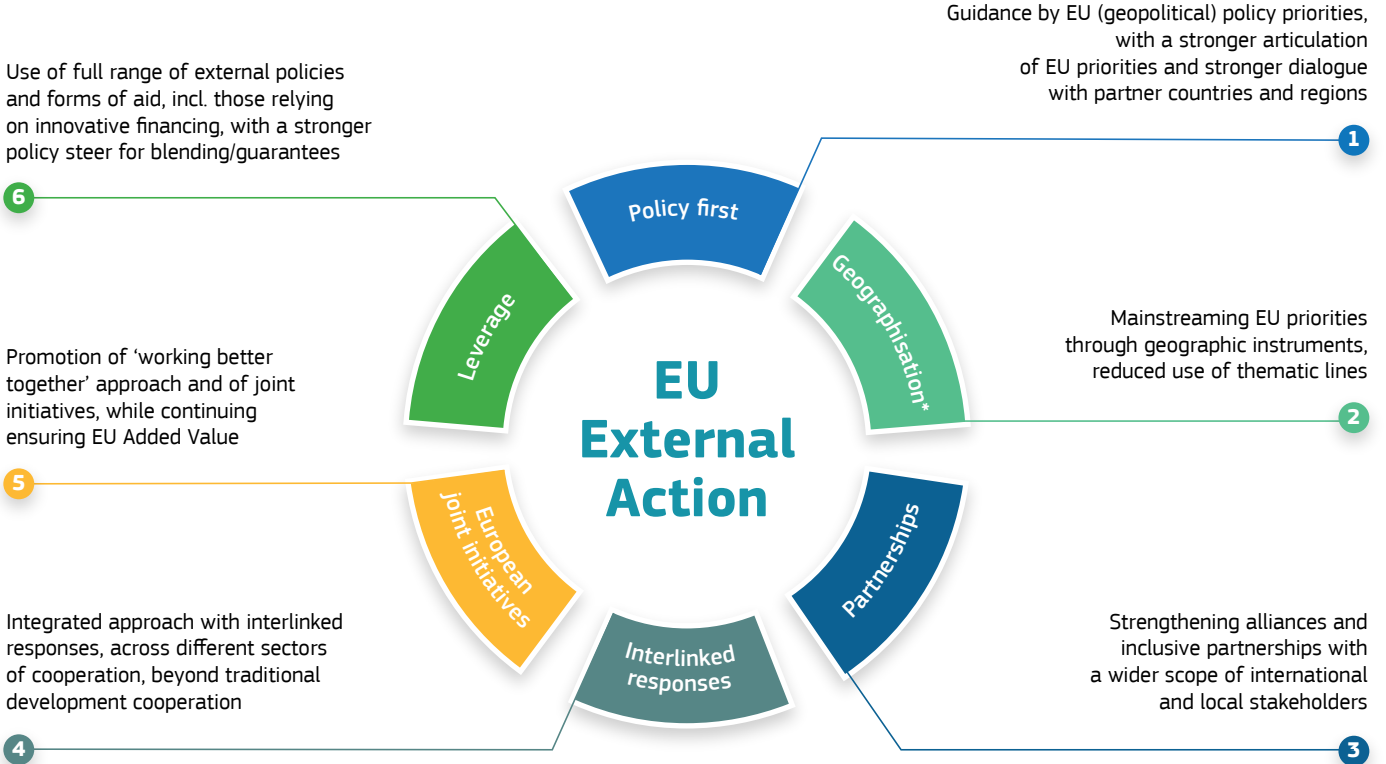 Guidance by EU (geopolitical) policy priorities,
with a stronger articulation
of EU priorities and stronger dialogue
with partner countries and regions
1
Policy first
Mainstreaming EU priorities
through geographic instruments,
reduced use of thematic lines
2
Geographisation*
Strengthening alliances and
inclusive partnerships with
a wider scope of international
and local stakeholders
3
Partnerships
Integrated approach with interlinked
responses, across different sectors
of cooperation, beyond traditional
development cooperation
4
Interlinked
responses
Promotion of ‘working better
together’ approach and of joint
initiatives, while continuing
ensuring EU Added Value
5
European
joint initiatives
Use of full range of external policies
and forms of aid, incl. those relying
on innovative financing, with a stronger
policy steer for blending/guarantees
6
Leverage
EU
External
Action